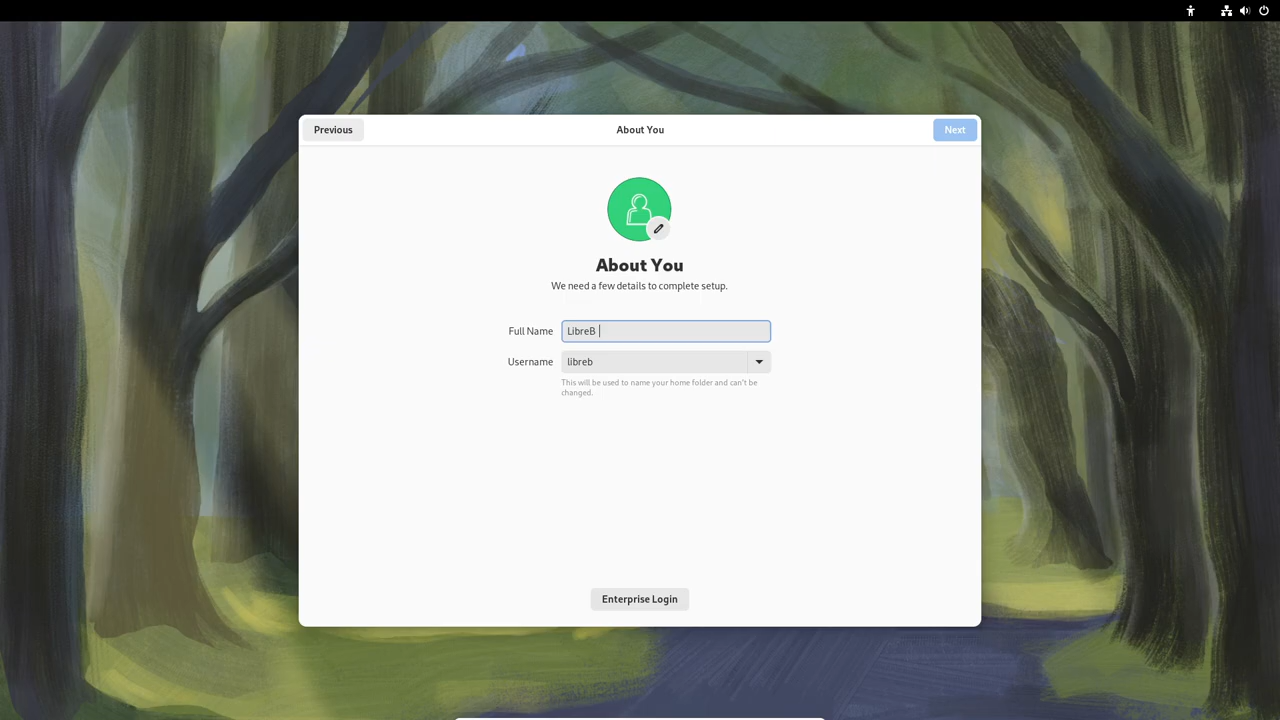 Previous
About You
Next
About You
We need a few details to complete setup.
Full Name
LibreB
Username
libreb
This will be used to name your home folder and can't be
changed.
Enterprise Login